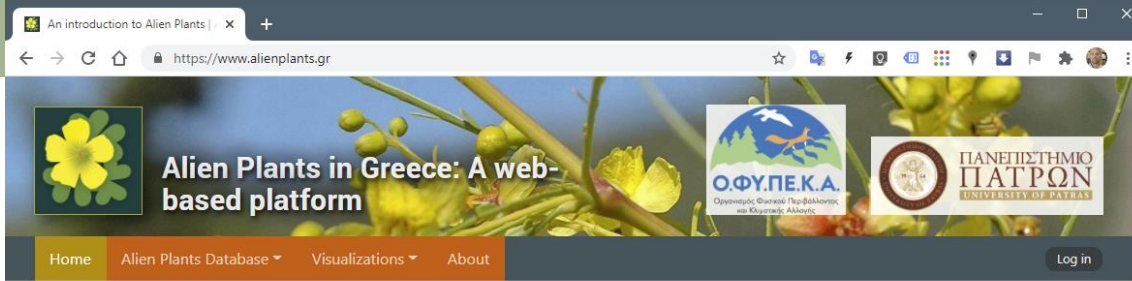 An introduction to Alien Plants |
https://www.alienplants.gr
Alien Plants in Greece: A web-
based platform
Ο.ΦΥ.ΠΕ.Κ.Α.
Οργανισμός Φυσικού Περιβάλλοντος
και Κλιματικής Αλλαγής
ΠΑΝΕΠΙΣΤΗΜΙΟ
ΠΑΤΡΩΝ
UNIVERSITY OF PATRAS
Home Alien Plants Database Visualizations About Log in